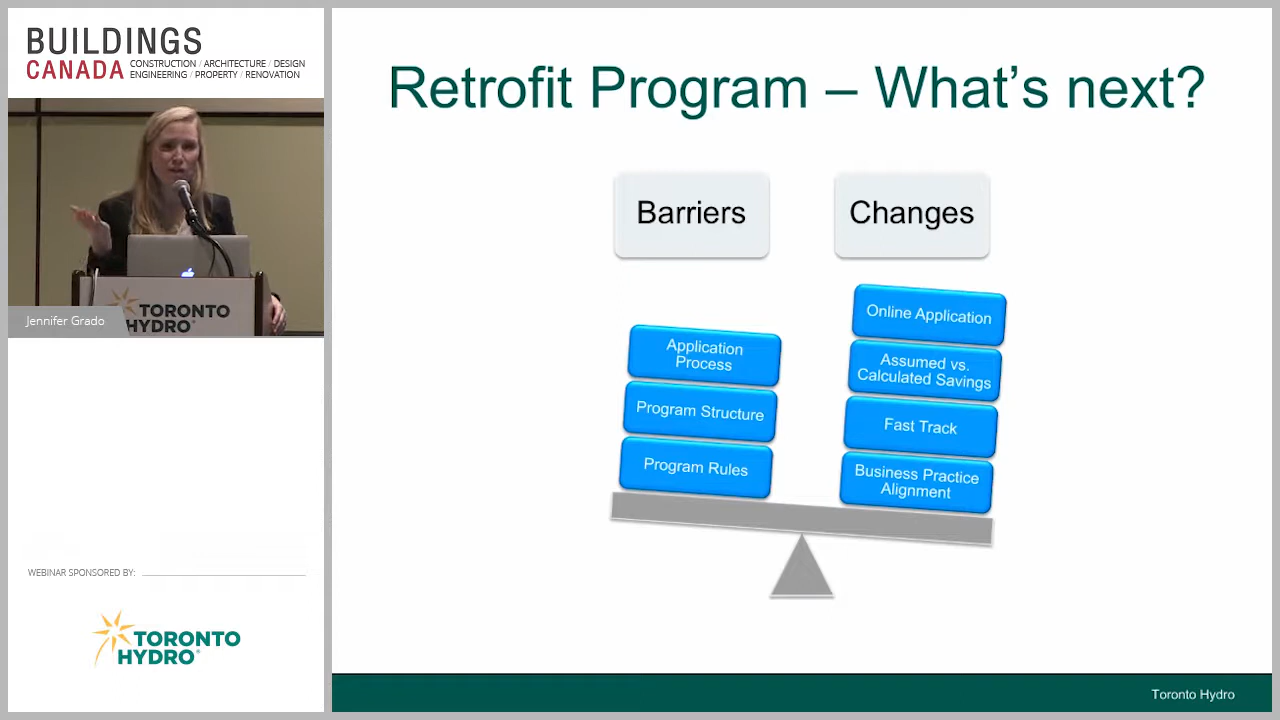 BUILDINGS
CANADA
CONSTRUCTION / ARCHITECTURE / DESIGN
ENGINEERING / PROPERTY / RENOVATION
TORONTO
HYDRO
Jennifer Grado
WEBINAR SPONSORED BY:
TORONTO
HYDRO®
Retrofit Program – What's next?
Barriers
Changes
Application
Process
Program Structure
Program Rules
Online Application
Assumed vs.
Calculated Savings
Fast Track
Business Practice
Alignment
Toronto Hydro